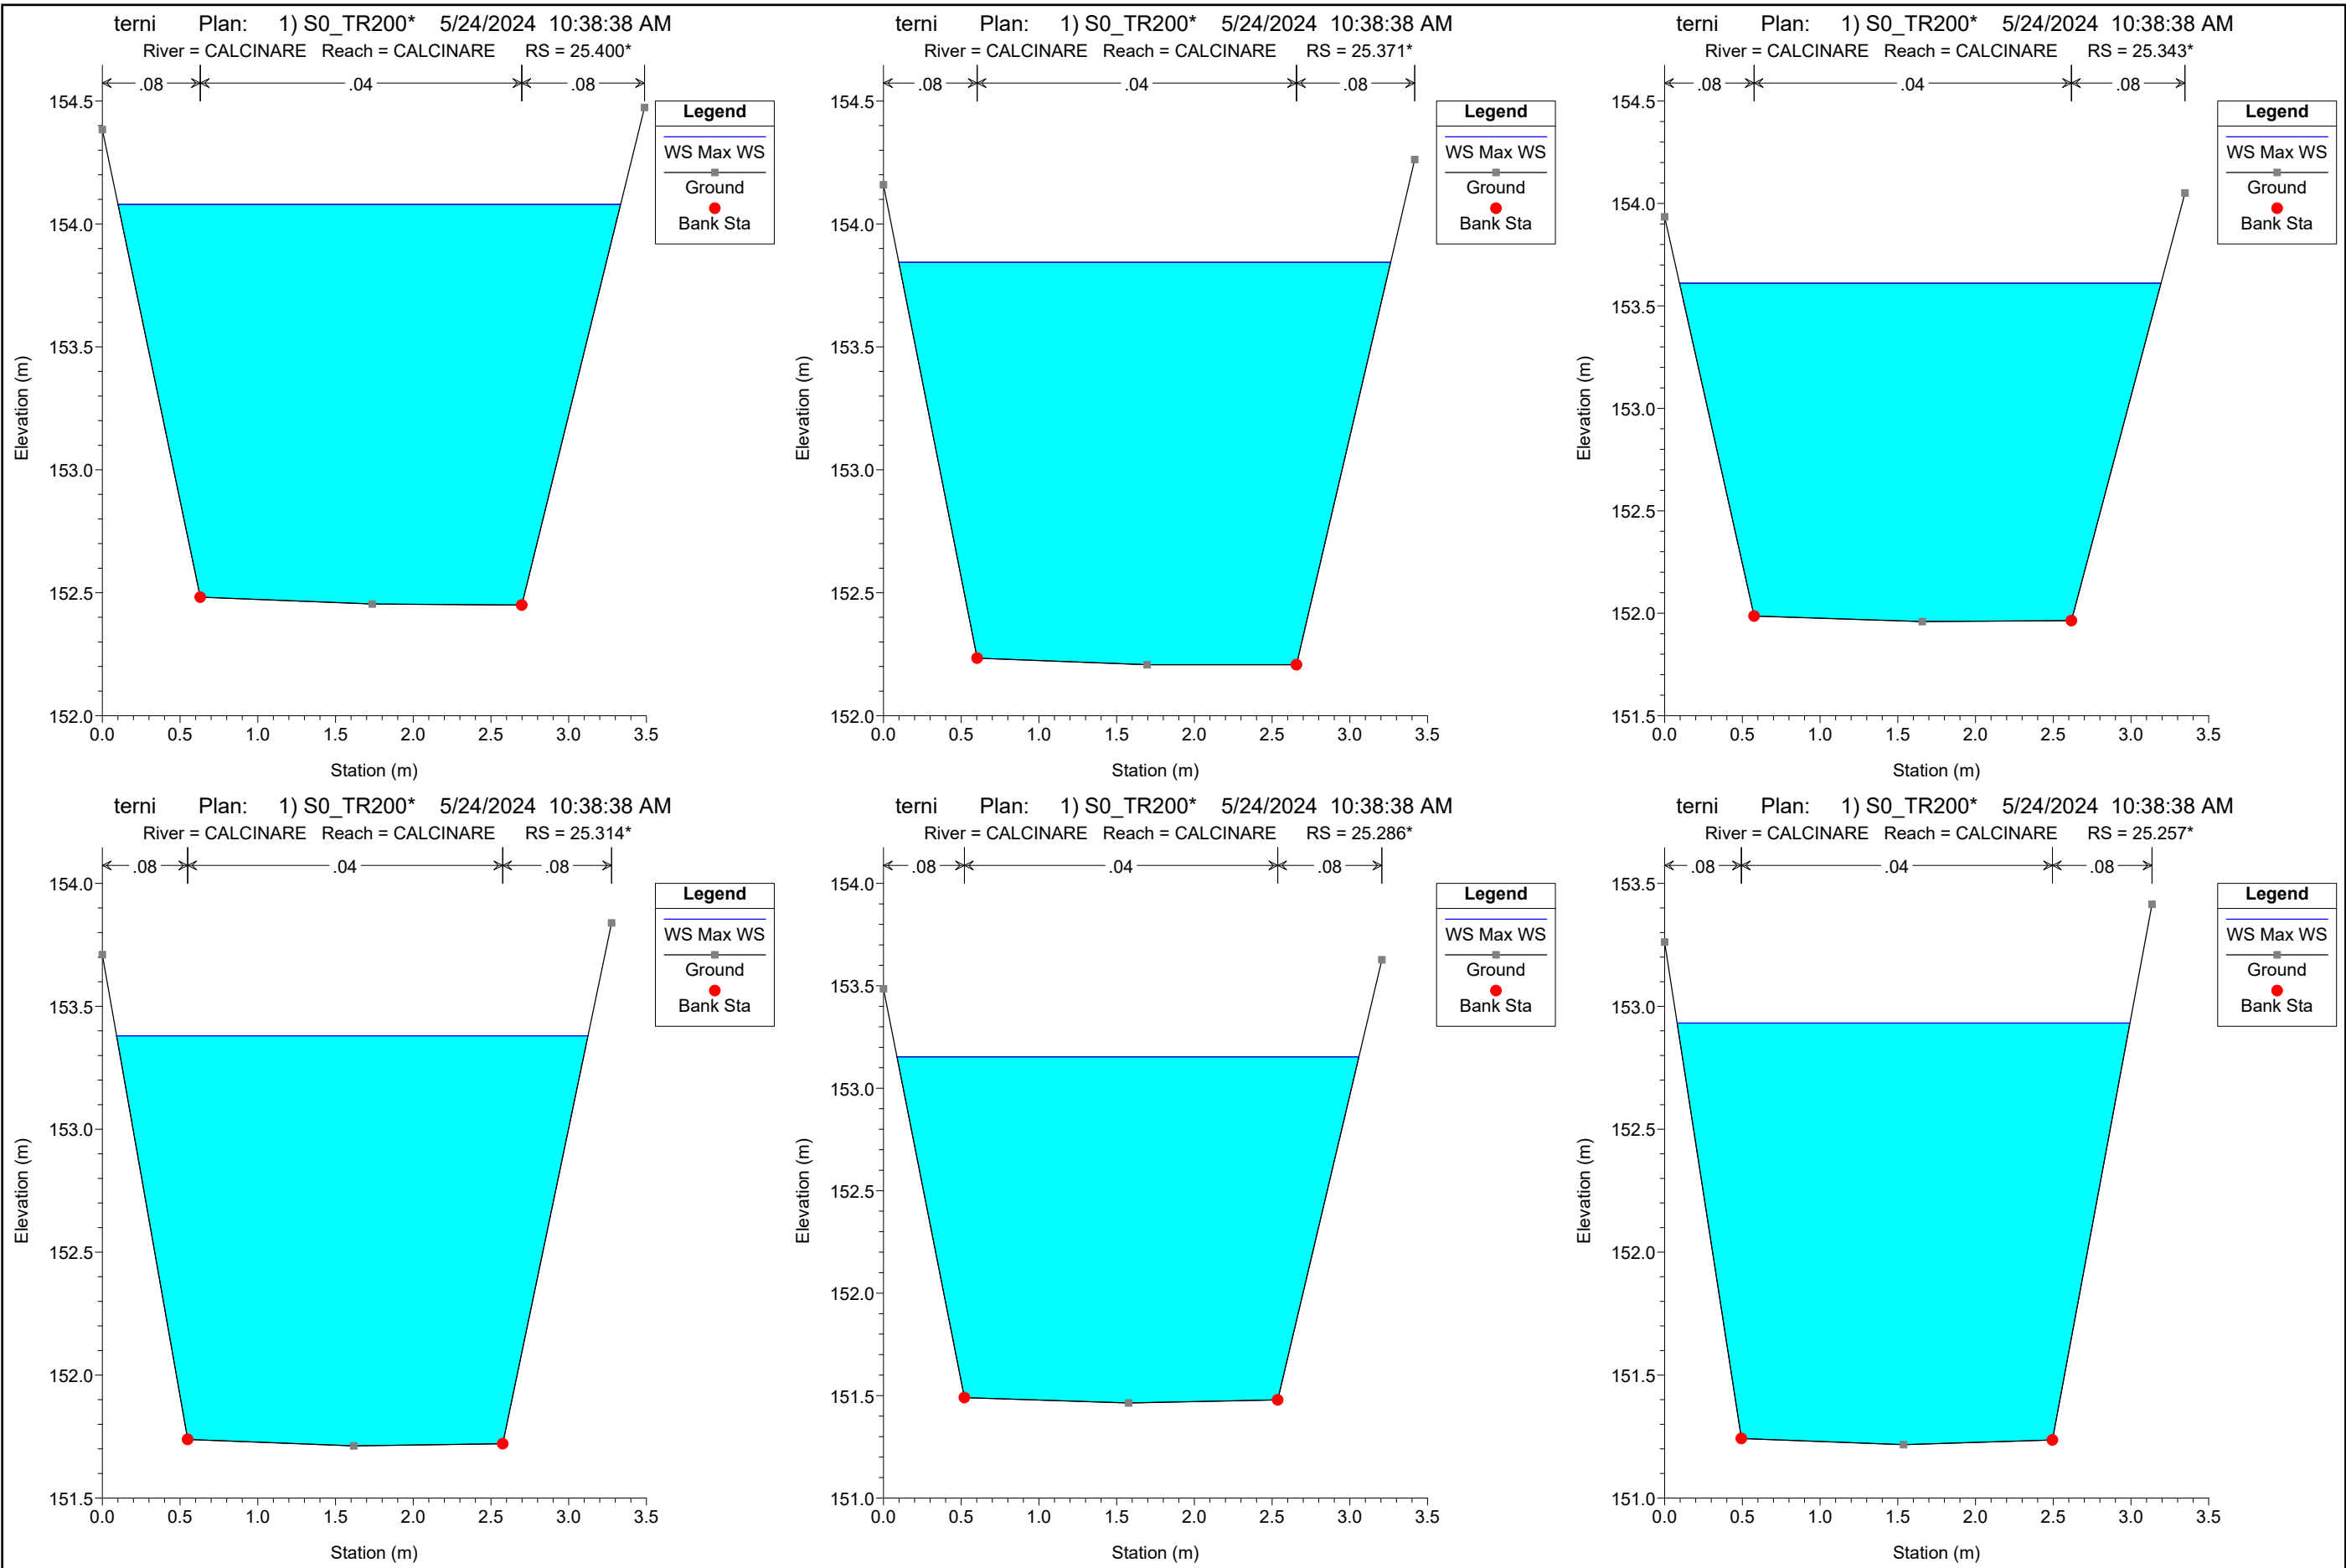 terni Plan: 1) S0_TR200* 5/24/2024 10:38:38 AM
River = CALCINARE Reach = CALCINARE RS = 25.400*
.08 .04 .08
154.5
154.0
153.5
153.0
152.5
152.0
0.0 0.5 1.0 1.5 2.0 2.5 3.0 3.5
Station (m)
Elevation (m)
Legend
WS Max WS
Ground
Bank Sta
terni Plan: 1) S0_TR200* 5/24/2024 10:38:38 AM
River = CALCINARE Reach = CALCINARE RS = 25.371*
.08 .04 .08
154.5
154.0
153.5
153.0
152.5
152.0
0.0 0.5 1.0 1.5 2.0 2.5 3.0 3.5
Station (m)
Elevation (m)
Legend
WS Max WS
Ground
Bank Sta
terni Plan: 1) S0_TR200* 5/24/2024 10:38:38 AM
River = CALCINARE Reach = CALCINARE RS = 25.343*
.08 .04 .08
154.5
154.0
153.5
153.0
152.5
152.0
151.5
0.0 0.5 1.0 1.5 2.0 2.5 3.0 3.5
Station (m)
Elevation (m)
Legend
WS Max WS
Ground
Bank Sta
terni Plan: 1) S0_TR200* 5/24/2024 10:38:38 AM
River = CALCINARE Reach = CALCINARE RS = 25.314*
.08 .04 .08
154.0
153.5
153.0
152.5
152.0
151.5
0.0 0.5 1.0 1.5 2.0 2.5 3.0 3.5
Station (m)
Elevation (m)
Legend
WS Max WS
Ground
Bank Sta
terni Plan: 1) S0_TR200* 5/24/2024 10:38:38 AM
River = CALCINARE Reach = CALCINARE RS = 25.286*
.08 .04 .08
154.0
153.5
153.0
152.5
152.0
151.5
151.0
0.0 0.5 1.0 1.5 2.0 2.5 3.0 3.5
Station (m)
Elevation (m)
Legend
WS Max WS
Ground
Bank Sta
terni Plan: 1) S0_TR200* 5/24/2024 10:38:38 AM
River = CALCINARE Reach = CALCINARE RS = 25.257*
.08 .04 .08
153.5
153.0
152.5
152.0
151.5
151.0
0.0 0.5 1.0 1.5 2.0 2.5 3.0 3.5
Station (m)
Elevation (m)
Legend
WS Max WS
Ground
Bank Sta